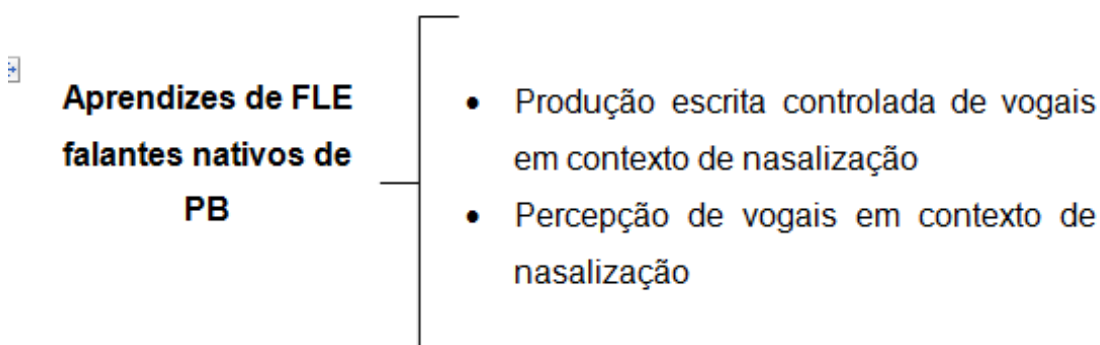 Aprendizes de FLE
falantes nativos de
PB
• Produção escrita controlada de vogais
em contexto de nasalização
• Percepção de vogais em contexto de
nasalização